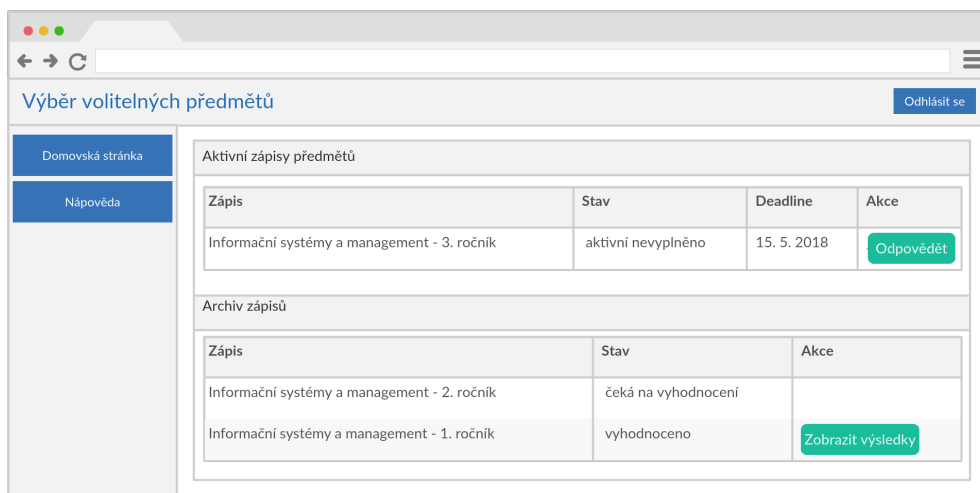 Výběr volitelných předmětů
Odhlásit se
Domovská stránka
Nápověda
Aktivní zápisy předmětů
Zápis Stav Deadline Akce
Informační systémy a management - 3. ročník aktivní nevyplněno 15. 5. 2018 Odpovědět
Archiv zápisů
Zápis Stav Akce
Informační systémy a management - 2. ročník čeká na vyhodnocení
Informační systémy a management - 1. ročník vyhodnoceno Zobrazit výsledky